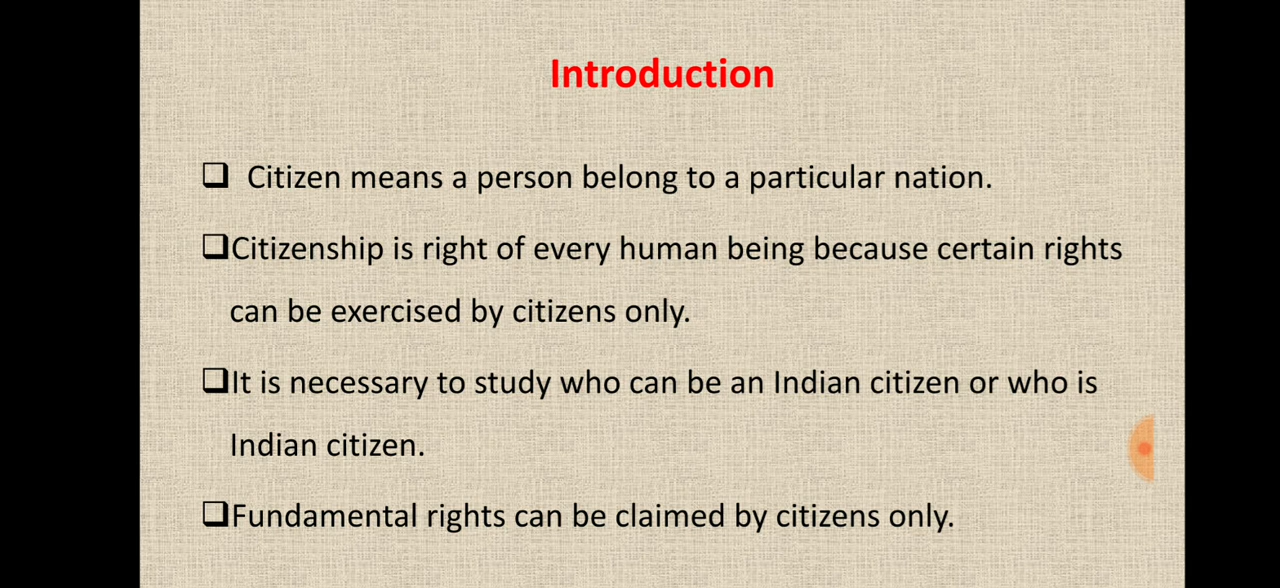 Introduction
❑ Citizen means a person belong to a particular nation.
❑Citizenship is right of every human being because certain rights
can be exercised by citizens only.
❑It is necessary to study who can be an Indian citizen or who is
Indian citizen.
❑Fundamental rights can be claimed by citizens only.